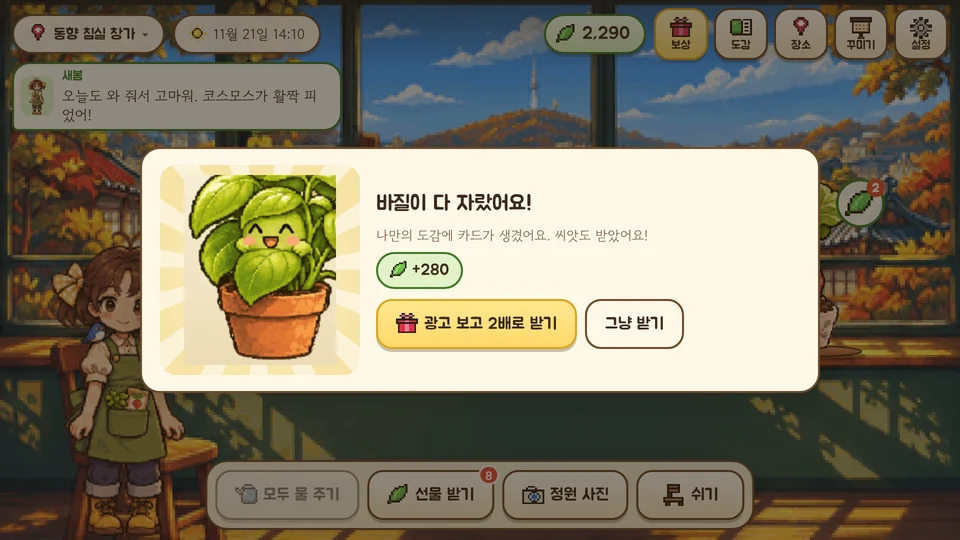 동향 침실 창가
11월 21일 14:10
2,290
보상
도감
장소
꾸미기
설정
새봄
오늘도 와 줘서 고마워. 코스모스가 활짝 피
었어!
2
바질이 다 자랐어요!
나만의 도감에 카드가 생겼어요. 씨앗도 받았어요!
+280
광고 보고 2배로 받기
그냥 받기
모두 물 주기
선물 받기
8
정원 사진
쉬기